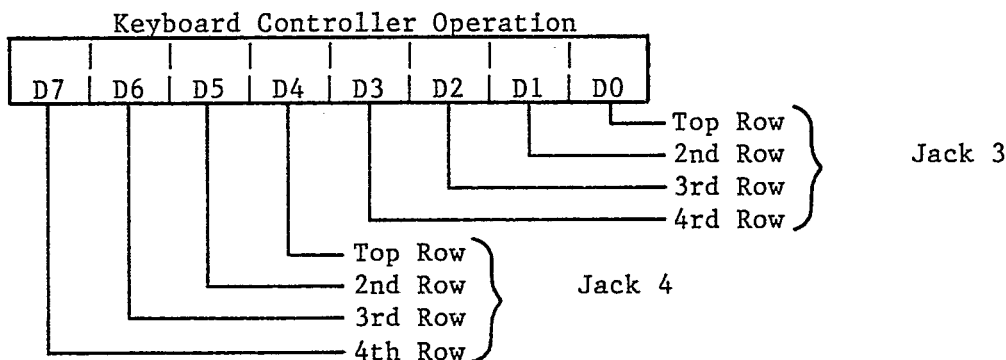 Keyboard Controller Operation
D7 D6 D5 D4 D3 D2 D1 D0
Top Row
2nd Row Jack 3
3rd Row
4rd Row
Top Row
2nd Row Jack 4
3rd Row
4th Row